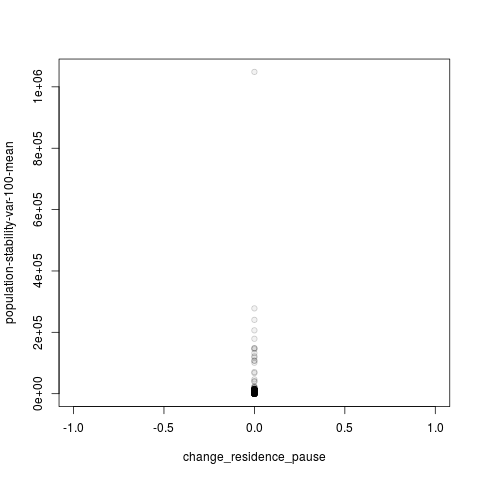 population-stability-var-100-mean
1e+06
8e+05
6e+05
4e+05
2e+05
0e+00
-1.0
-0.5
0.0
0.5
1.0
change_residence_pause